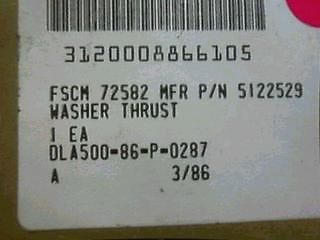 3120008866105
FSCM 72582 MFR P/N 5122529
WASHER THRUST
1 EA
DLA500-86-P-0287
A 3/86